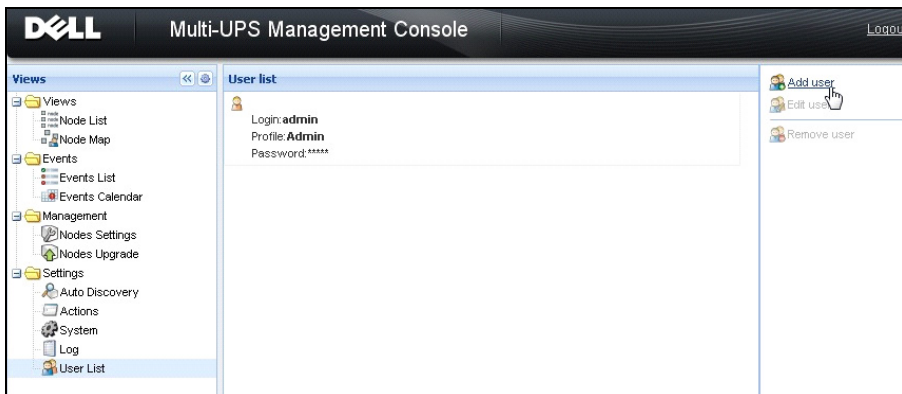 DELL
Multi-UPS Management Console
Logou
Views
Views
Node List
Node Map
Events
Events List
Events Calendar
Management
Nodes Settings
Nodes Upgrade
Settings
Auto Discovery
Actions
System
Log
User List
User list
Login:admin
Profile:Admin
Password:*****
Add user
Edit use
Remove user